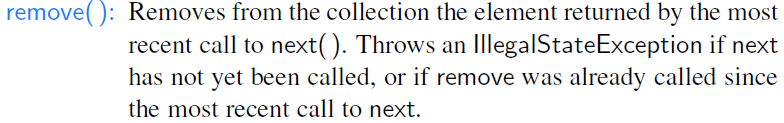 remove( ): Removes from the collection the element returned by the most
recent call to next( ). Throws an IllegalStateException if next
has not yet been called, or if remove was already called since
the most recent call to next.